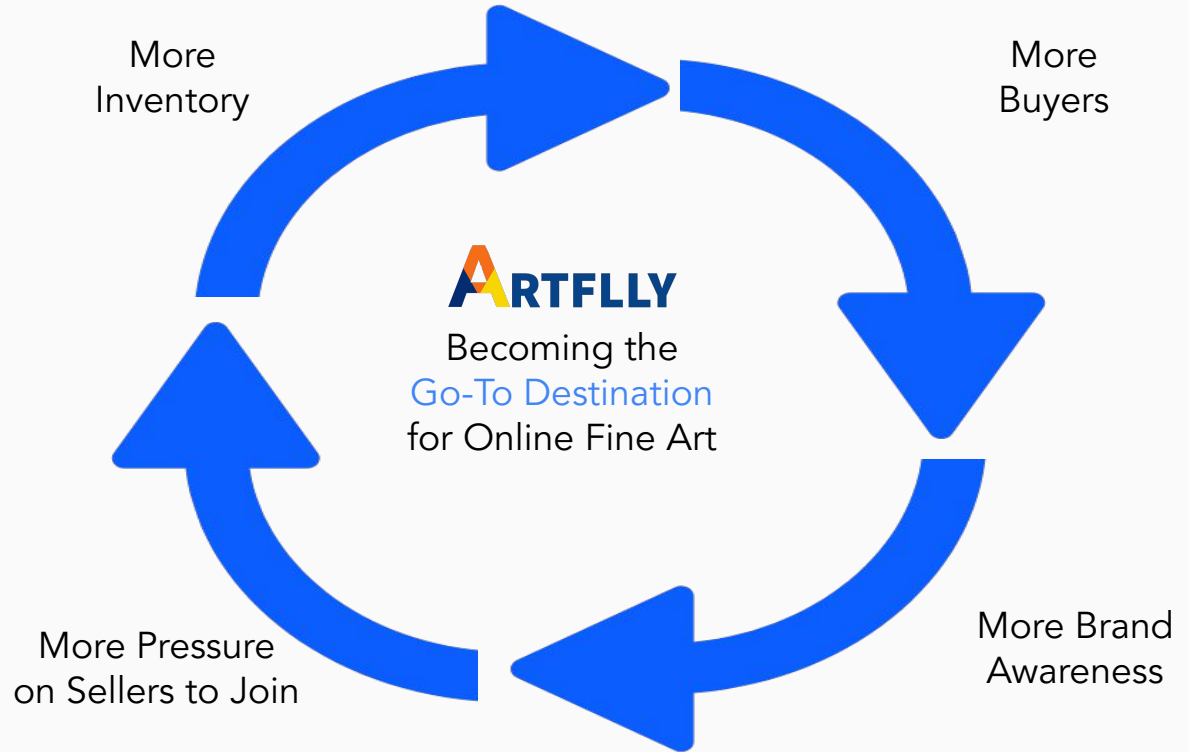 More
Inventory
More
Buyers
ARTFLLY
Becoming the
Go-To Destination
for Online Fine Art
More Brand
Awareness
More Pressure
on Sellers to Join